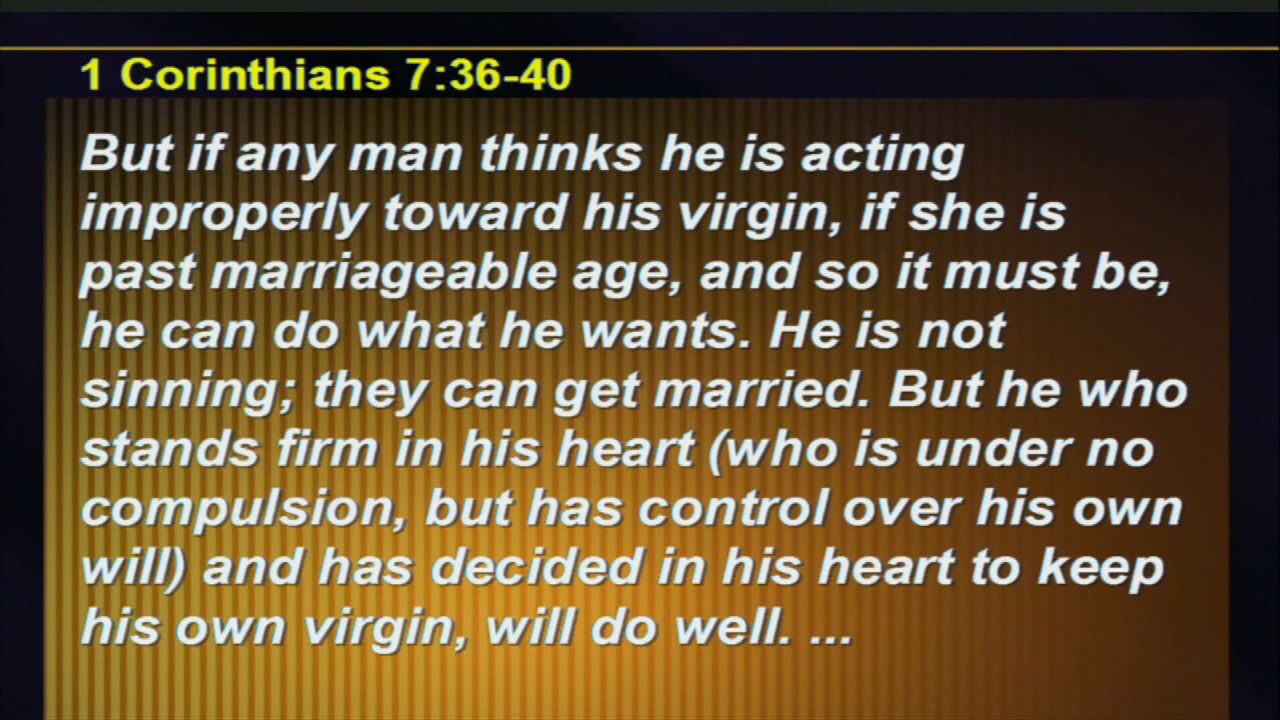 1 Corinthians 7:36-40
But if any man thinks he is acting
improperly toward his virgin, if she is
past marriageable age, and so it must be,
he can do what he wants. He is not
sinning; they can get married. But he who
stands firm in his heart (who is under no
compulsion, but has control over his own
will) and has decided in his heart to keep
his own virgin, will do well. ...